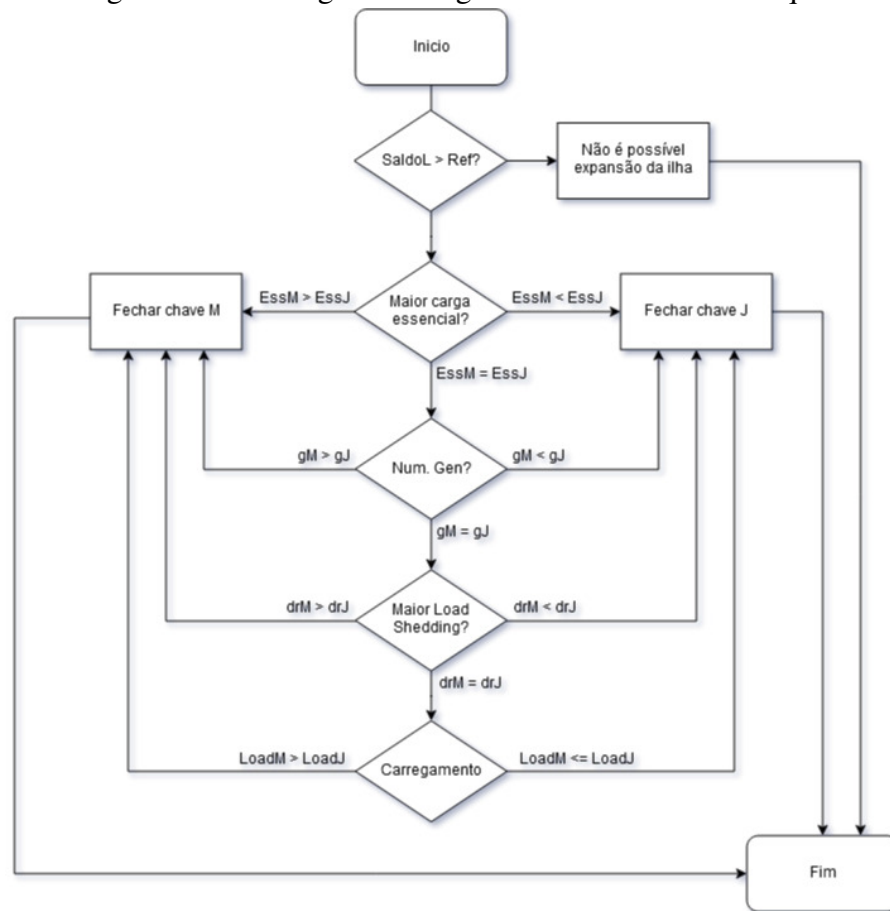 Inicio
SaldoL > Ref?
Não é possível
expansão da ilha
Fechar chave M
EssM > EssJ
Maior carga
essencial?
EssM < EssJ
Fechar chave J
EssM = EssJ
gM > gJ
Num. Gen?
gM < gJ
gM = gJ
drM > drJ
Maior Load
Shedding?
drM < drJ
drM = drJ
LoadM > LoadJ
Carregamento
LoadM <= LoadJ
Fim